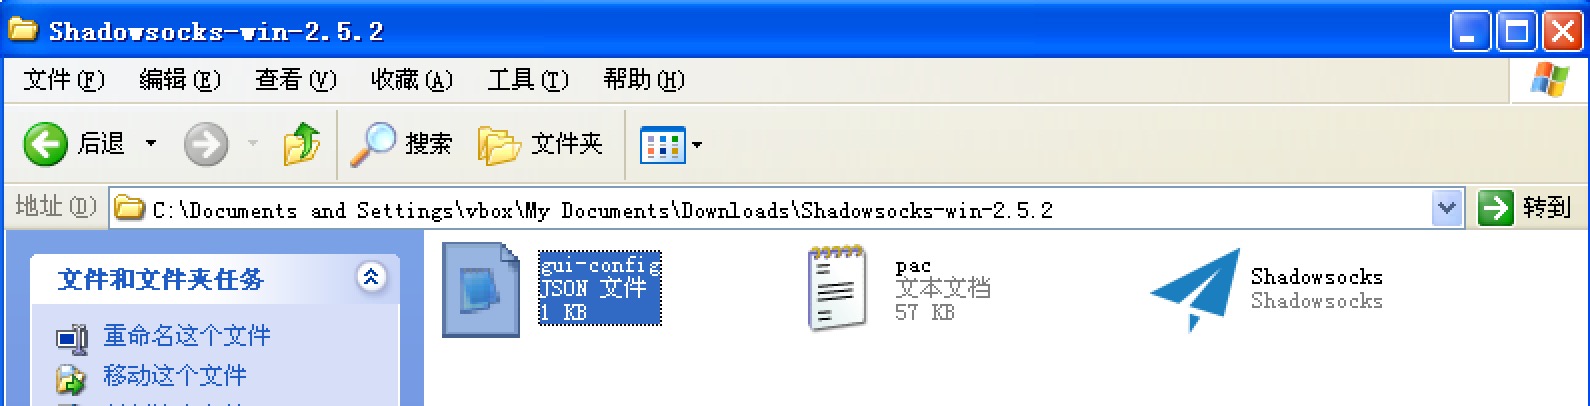 Shadowsocks-win-2.5.2
文件(F) 编辑(E) 查看(V) 收藏(A) 工具(T) 帮助(H)
后退 搜索 文件夹
地址(D) C:\Documents and Settings\vbox\My Documents\Downloads\Shadowsocks-win-2.5.2 转到
文件和文件夹任务
重命名这个文件
移动这个文件
gui-config
JSON 文件
1 KB
pac
文本文档
57 KB
Shadowsocks
Shadowsocks